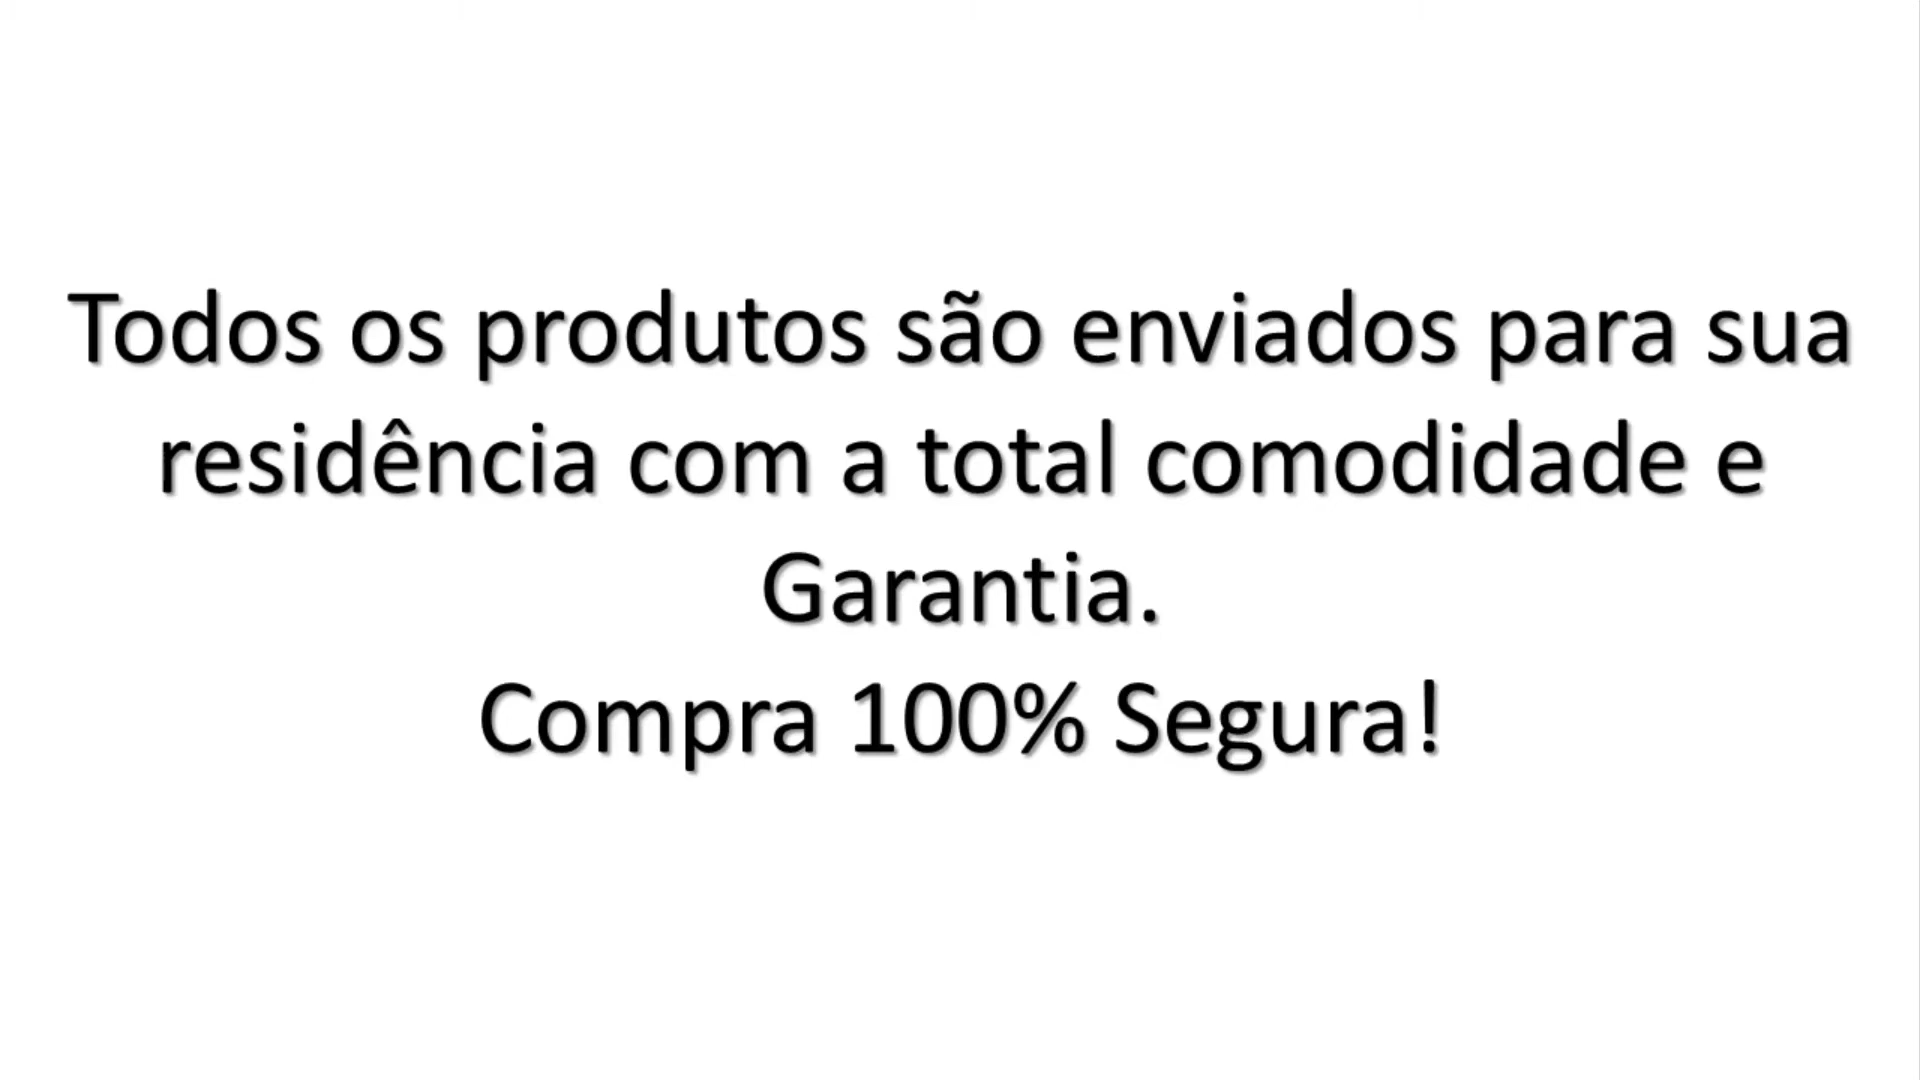 Todos os produtos são enviados para sua
residência com a total comodidade e
Garantia.
Compra 100% Segura!